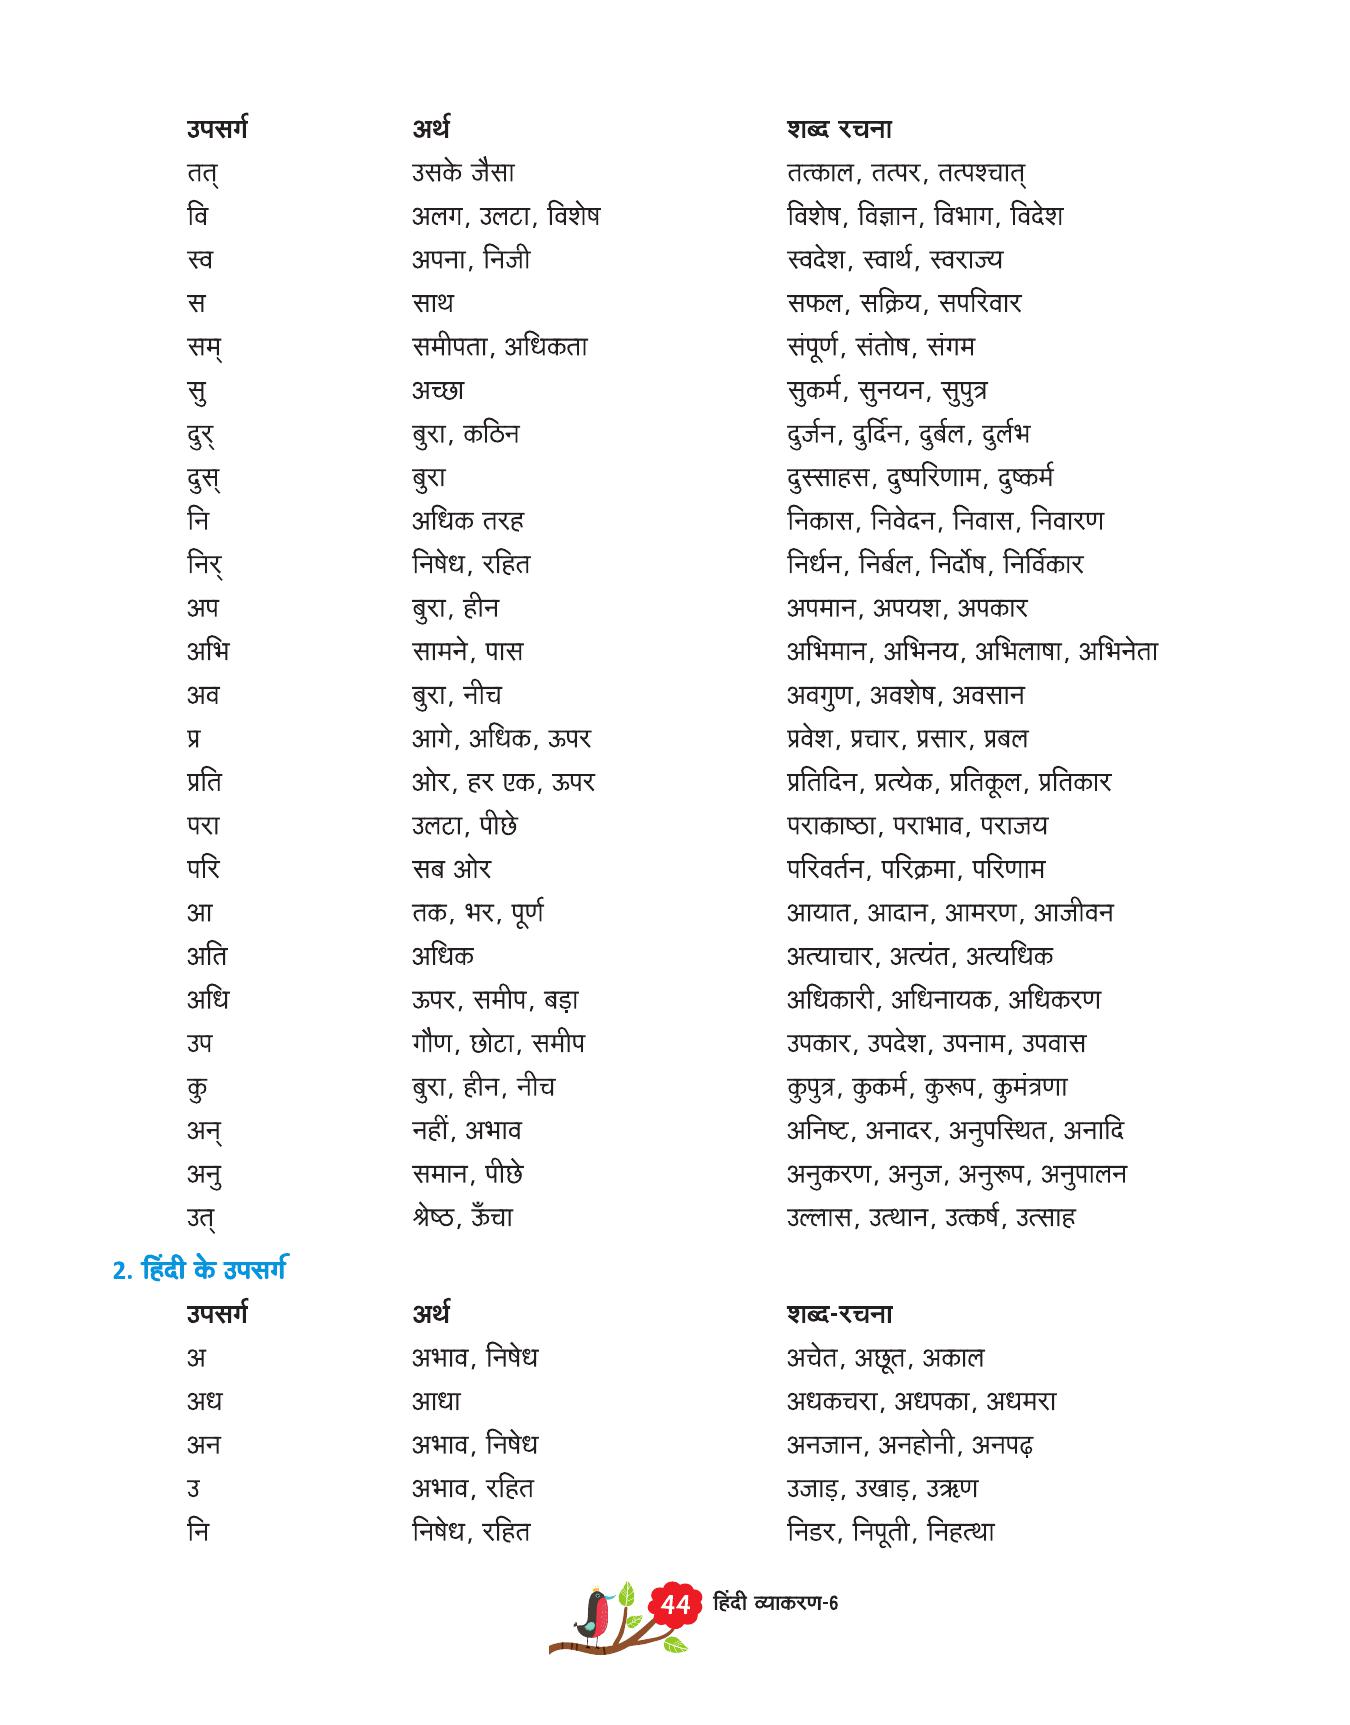 उपसर्ग अर्थ शब्द रचना
तत् उसके जैसा तत्काल, तत्पर, तत्पश्चात्
वि अलग, उलटा, विशेष विशेष, विज्ञान, विभाग, विदेश
स्व अपना, निजी स्वदेश, स्वार्थ, स्वराज्य
स साथ सफल, सक्रिय, सपरिवार
सम् समीपता, अधिकता संपूर्ण, संतोष, संगम
सु अच्छा सुकर्म, सुनयन, सुपुत्र
दुर् बुरा, कठिन दुर्जन, दुर्दिन, दुर्बल, दुर्लभ
दुस् बुरा दुस्साहस, दुष्परिणाम, दुष्कर्म
नि अधिक तरह निकास, निवेदन, निवास, निवारण
निर् निषेध, रहित निर्धन, निर्बल, निर्दोष, निर्विकार
अप बुरा, हीन अपमान, अपयश, अपकार
अभि सामने, पास अभिमान, अभिनय, अभिलाषा, अभिनेता
अव बुरा, नीच अवगुण, अवशेष, अवसान
प्र आगे, अधिक, ऊपर प्रवेश, प्रचार, प्रसार, प्रबल
प्रति ओर, हर एक, ऊपर प्रतिदिन, प्रत्येक, प्रतिकूल, प्रतिकार
परा उलटा, पीछे पराकाष्ठा, पराभाव, पराजय
परि सब ओर परिवर्तन, परिक्रमा, परिणाम
आ तक, भर, पूर्ण आयात, आदान, आमरण, आजीवन
अति अधिक अत्याचार, अत्यंत, अत्यधिक
अधि ऊपर, समीप, बड़ा अधिकारी, अधिनायक, अधिकरण
उप गौण, छोटा, समीप उपकार, उपदेश, उपनाम, उपवास
कु बुरा, हीन, नीच कुपुत्र, कुकर्म, कुरूप, कुमंत्रणा
अन् नहीं, अभाव अनिष्ट, अनादर, अनुपस्थित, अनादि
अनु समान, पीछे अनुकरण, अनुज, अनुरूप, अनुपालन
उत् श्रेष्ठ, ऊँचा उल्लास, उत्थान, उत्कर्ष, उत्साह
2. हिंदी के उपसर्ग
उपसर्ग अर्थ शब्द-रचना
अ अभाव, निषेध अचेत, अछूत, अकाल
अध आधा अधकचरा, अधपका, अधमरा
अन अभाव, निषेध अनजान, अनहोनी, अनपढ़
उ अभाव, रहित उजाड़, उखाड़, उऋण
नि निषेध, रहित निडर, निपूती, निहत्था
44 हिंदी व्याकरण-6